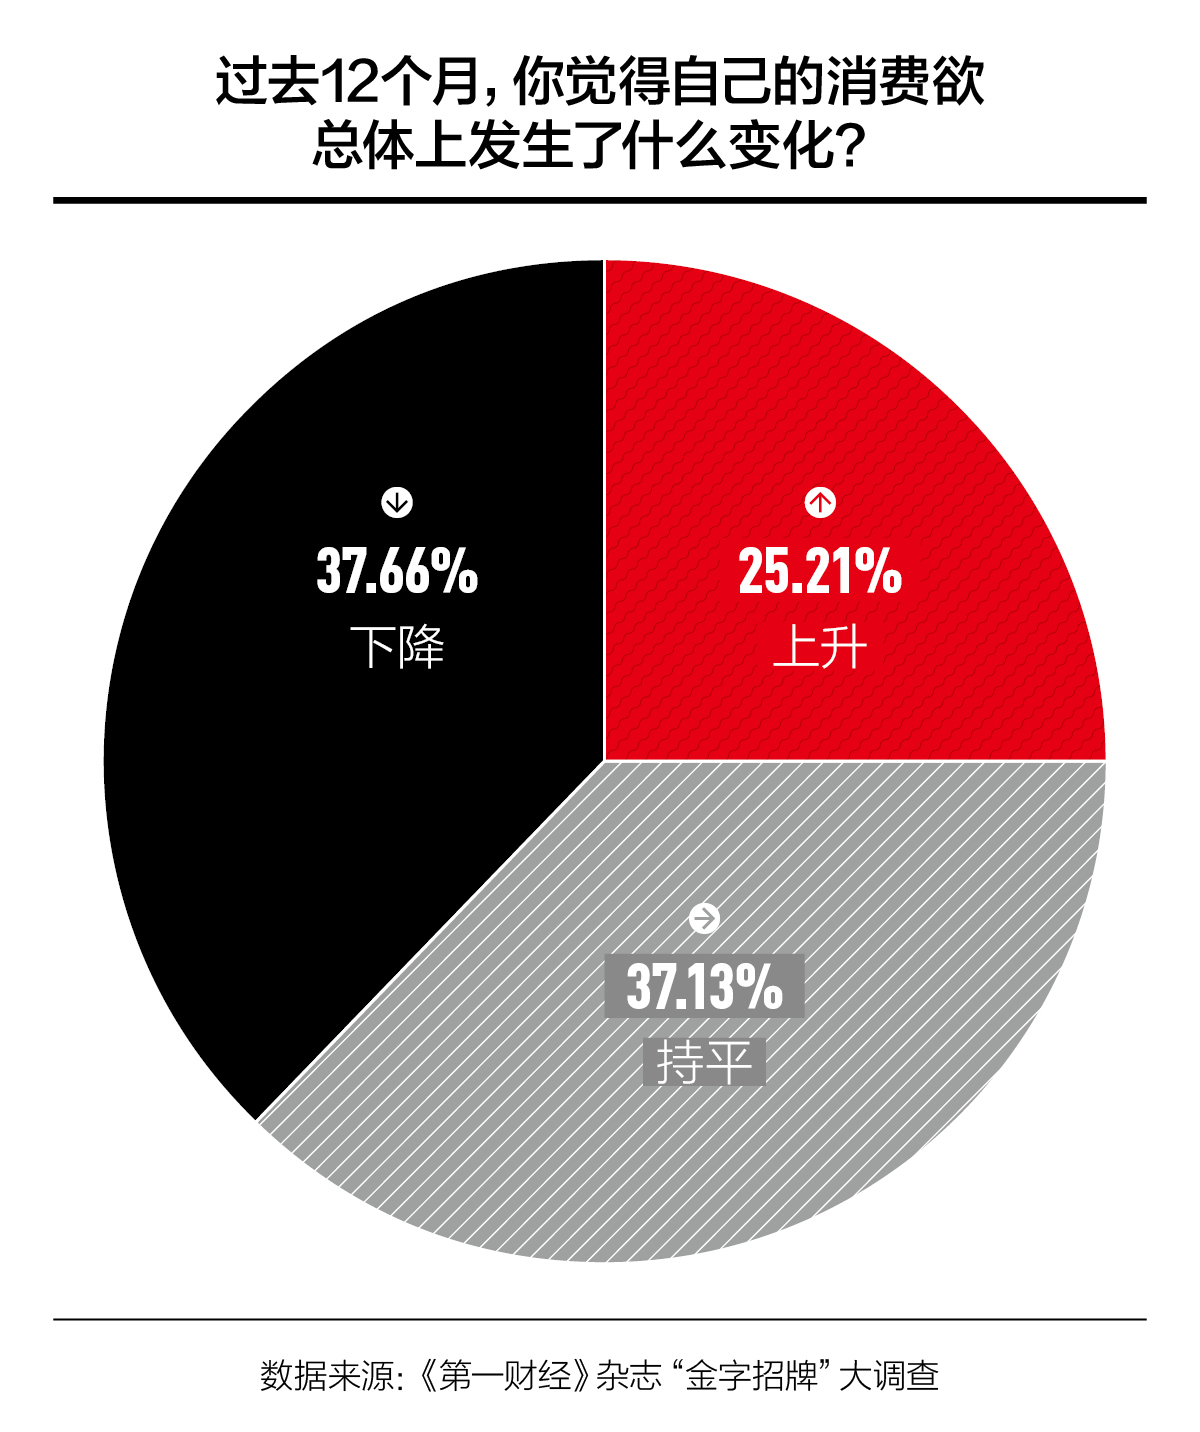 过去12个月，你觉得自己的消费欲
总体上发生了什么变化？
37.66%
下降
25.21%
上升
37.13%
持平
数据来源：《第一财经》杂志“金字招牌”大调查